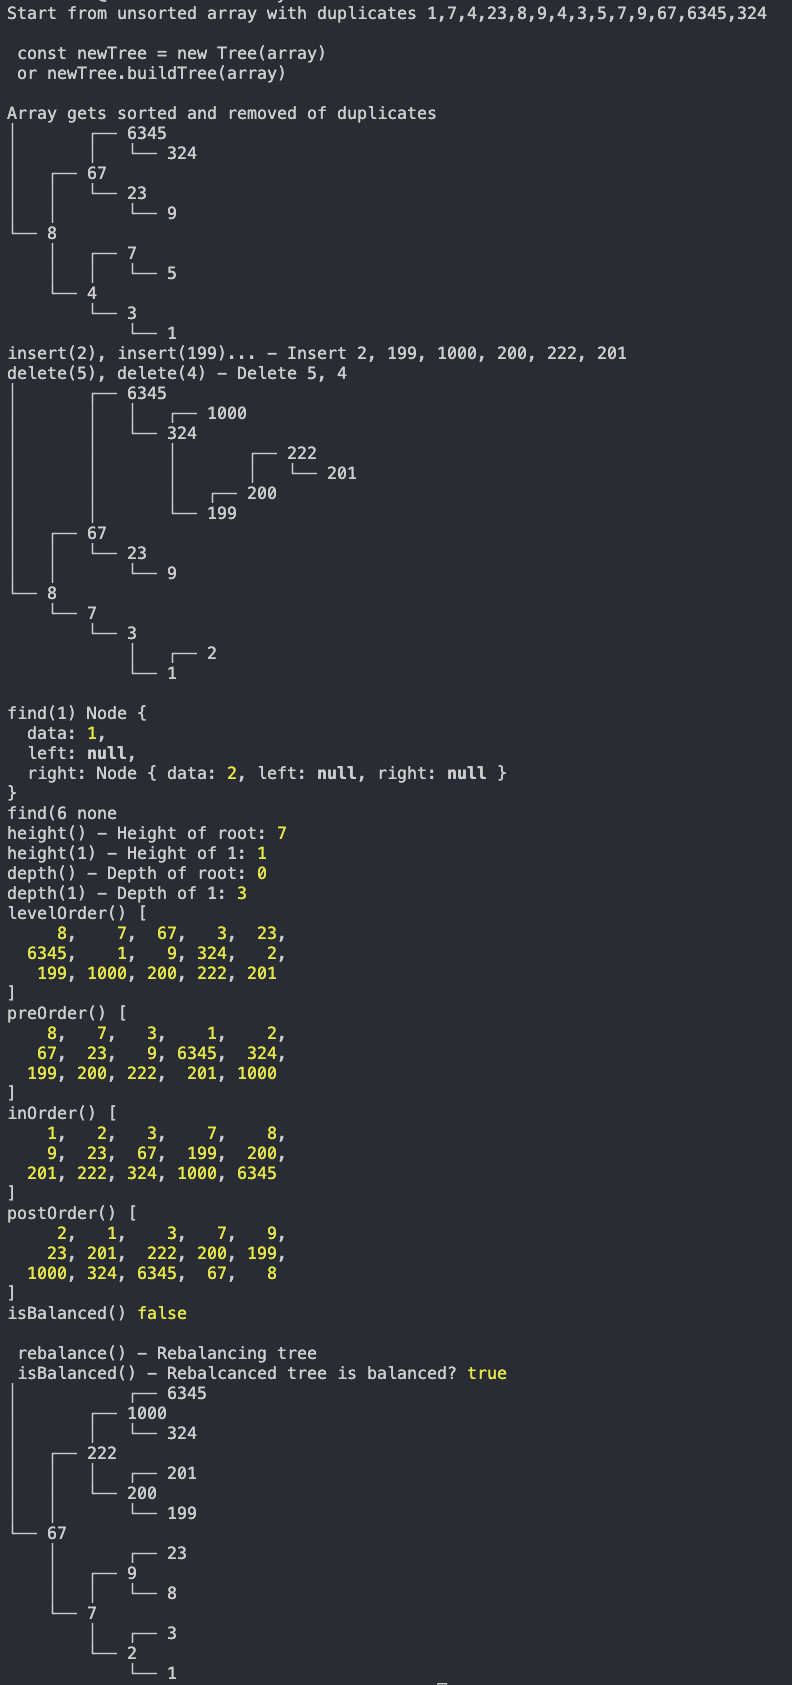 Start from unsorted array with duplicates 1,7,4,23,8,9,4,3,5,7,9,67,6345,324
const newTree = new Tree(array)
or newTree.buildTree(array)
Array gets sorted and removed of duplicates
│       ┌── 6345
│       │   └── 324
│   ┌── 67
│   │   └── 23
│   │       └── 9
└── 8
    │   ┌── 7
    │   │   └── 5
    └── 4
        └── 3
            └── 1
insert(2), insert(199)... – Insert 2, 199, 1000, 200, 222, 201
delete(5), delete(4) – Delete 5, 4
│       ┌── 6345
│       │   │   ┌── 1000
│       │   └── 324
│       │       │       ┌── 222
│       │       │       │   └── 201
│       │       │   ┌── 200
│       │       └── 199
│   ┌── 67
│   │   └── 23
│   │       └── 9
└── 8
    └── 7
        └── 3
            │   ┌── 2
            └── 1
find(1) Node {
  data: 1,
  left: null,
  right: Node { data: 2, left: null, right: null }
}
find(6 none
height() – Height of root: 7
height(1) – Height of 1: 1
depth() – Depth of root: 0
depth(1) – Depth of 1: 3
levelOrder() [
     8,    7,  67,   3,  23,
  6345,    1,   9, 324,   2,
   199, 1000, 200, 222, 201
]
preOrder() [
    8,   7,   3,    1,    2,
   67,  23,   9, 6345,  324,
  199, 200, 222,  201, 1000
]
inOrder() [
    1,   2,   3,    7,    8,
    9,  23,  67,  199,  200,
  201, 222, 324, 1000, 6345
]
postOrder() [
     2,   1,    3,   7,   9,
    23, 201,  222, 200, 199,
  1000, 324, 6345,  67,   8
]
isBalanced() false
rebalance() – Rebalancing tree
isBalanced() – Rebalcanced tree is balanced? true
│           ┌── 6345
│       ┌── 1000
│       │   └── 324
│   ┌── 222
│   │   │   ┌── 201
│   │   └── 200
│   │       └── 199
└── 67
    │       ┌── 23
    │   ┌── 9
    │   │   └── 8
    └── 7
        │   ┌── 3
        └── 2
            └── 1